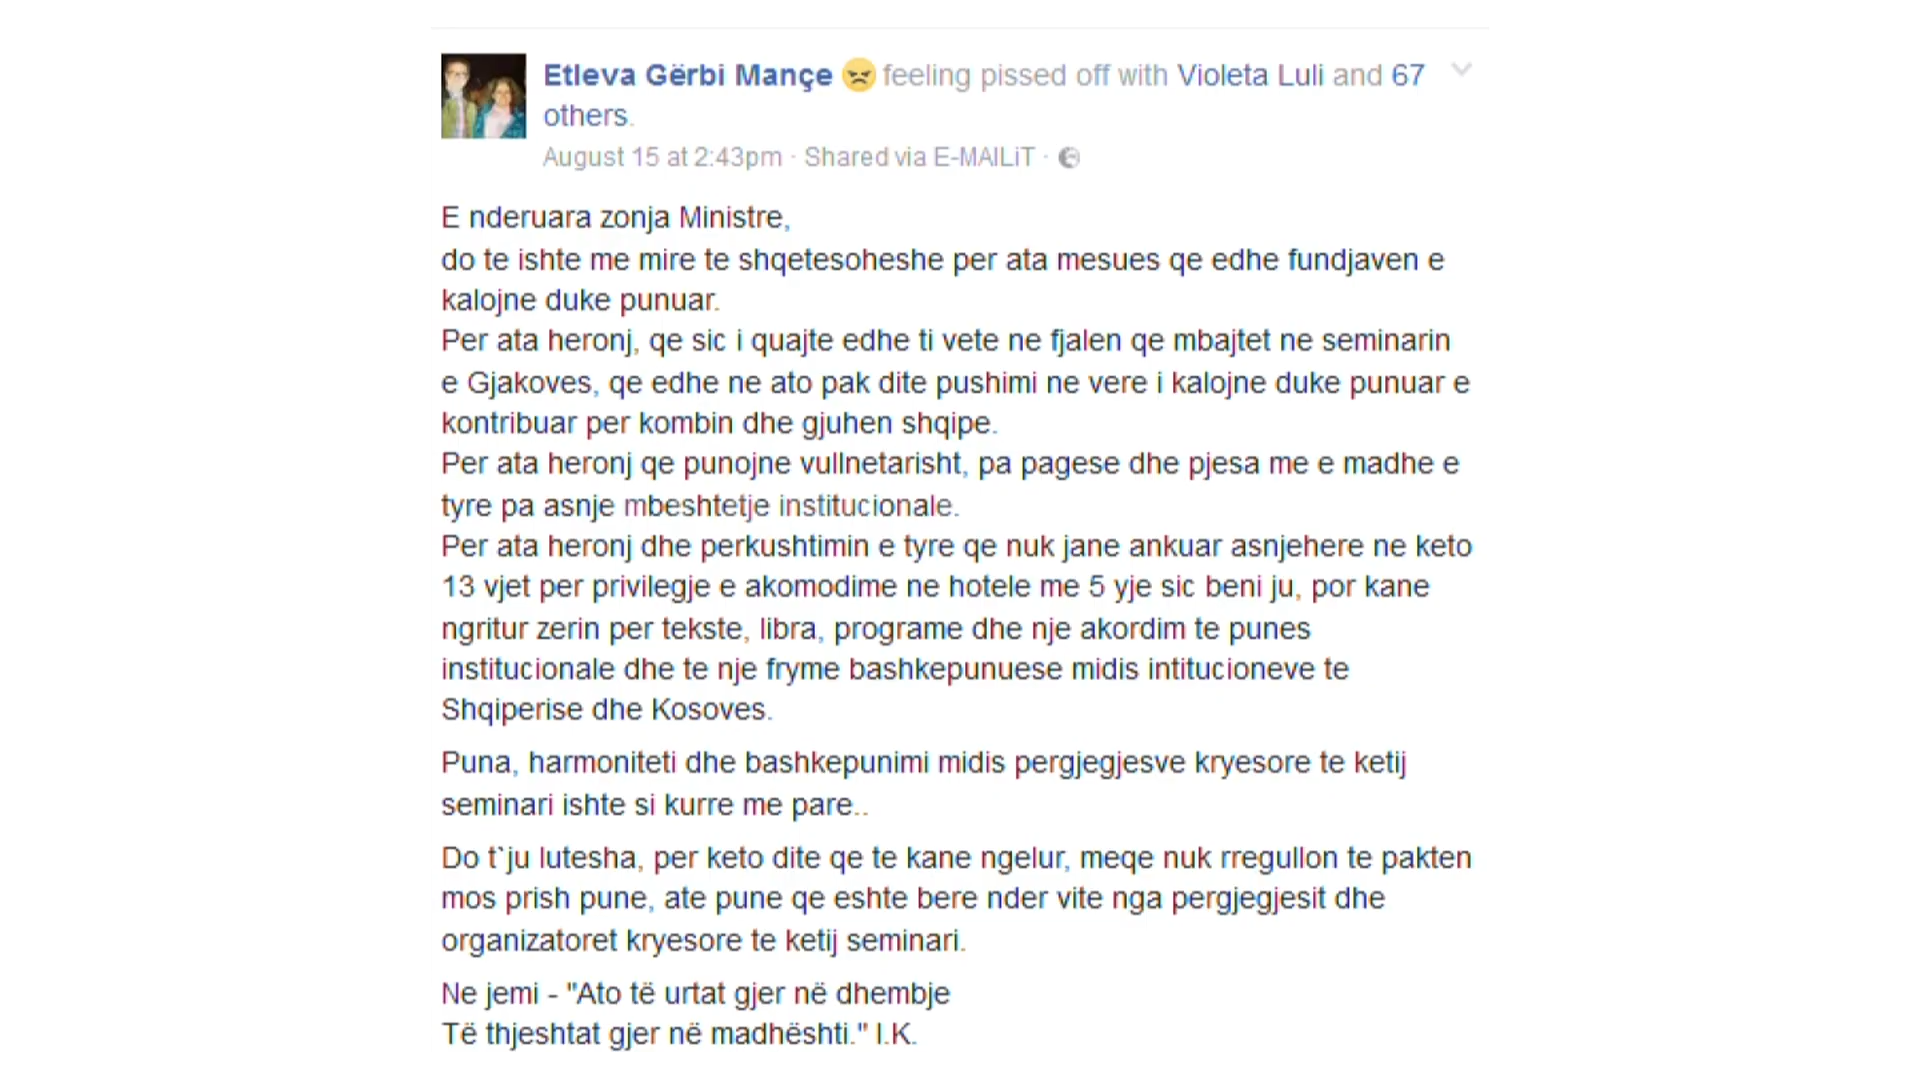 Etleva Gërbi Mançe 😠 feeling pissed off with Violeta Luli and 67
others.
August 15 at 2:43pm · Shared via E-MAILiT ·
E nderuara zonja Ministre,
do te ishte me mire te shqetesoheshe per ata mesues qe edhe fundjaven e
kalojne duke punuar.
Per ata heronj, qe sic i quajte edhe ti vete ne fjalen qe mbajtet ne seminarin
e Gjakoves, qe edhe ne ato pak dite pushimi ne vere i kalojne duke punuar e
kontribuar per kombin dhe gjuhen shqipe.
Per ata heronj qe punojne vullnetarisht, pa pagese dhe pjesa me e madhe e
tyre pa asnje mbeshtetje institucionale.
Per ata heronj dhe perkushtimin e tyre qe nuk jane ankuar asnjehere ne keto
13 vjet per privilegje e akomodime ne hotele me 5 yje sic beni ju, por kane
ngritur zerin per tekste, libra, programe dhe nje akordim te punes
institucionale dhe te nje fryme bashkepunuese midis intitucioneve te
Shqiperise dhe Kosoves.
Puna, harmoniteti dhe bashkepunimi midis pergjegjesve kryesore te ketij
seminari ishte si kurre me pare..
Do t`ju lutesha, per keto dite qe te kane ngelur, meqe nuk rregullon te pakten
mos prish pune, ate pune qe eshte bere nder vite nga pergjegjesit dhe
organizatoret kryesore te ketij seminari.
Ne jemi - "Ato të urtat gjer në dhembje
Të thjeshtat gjer në madhështi." I.K.